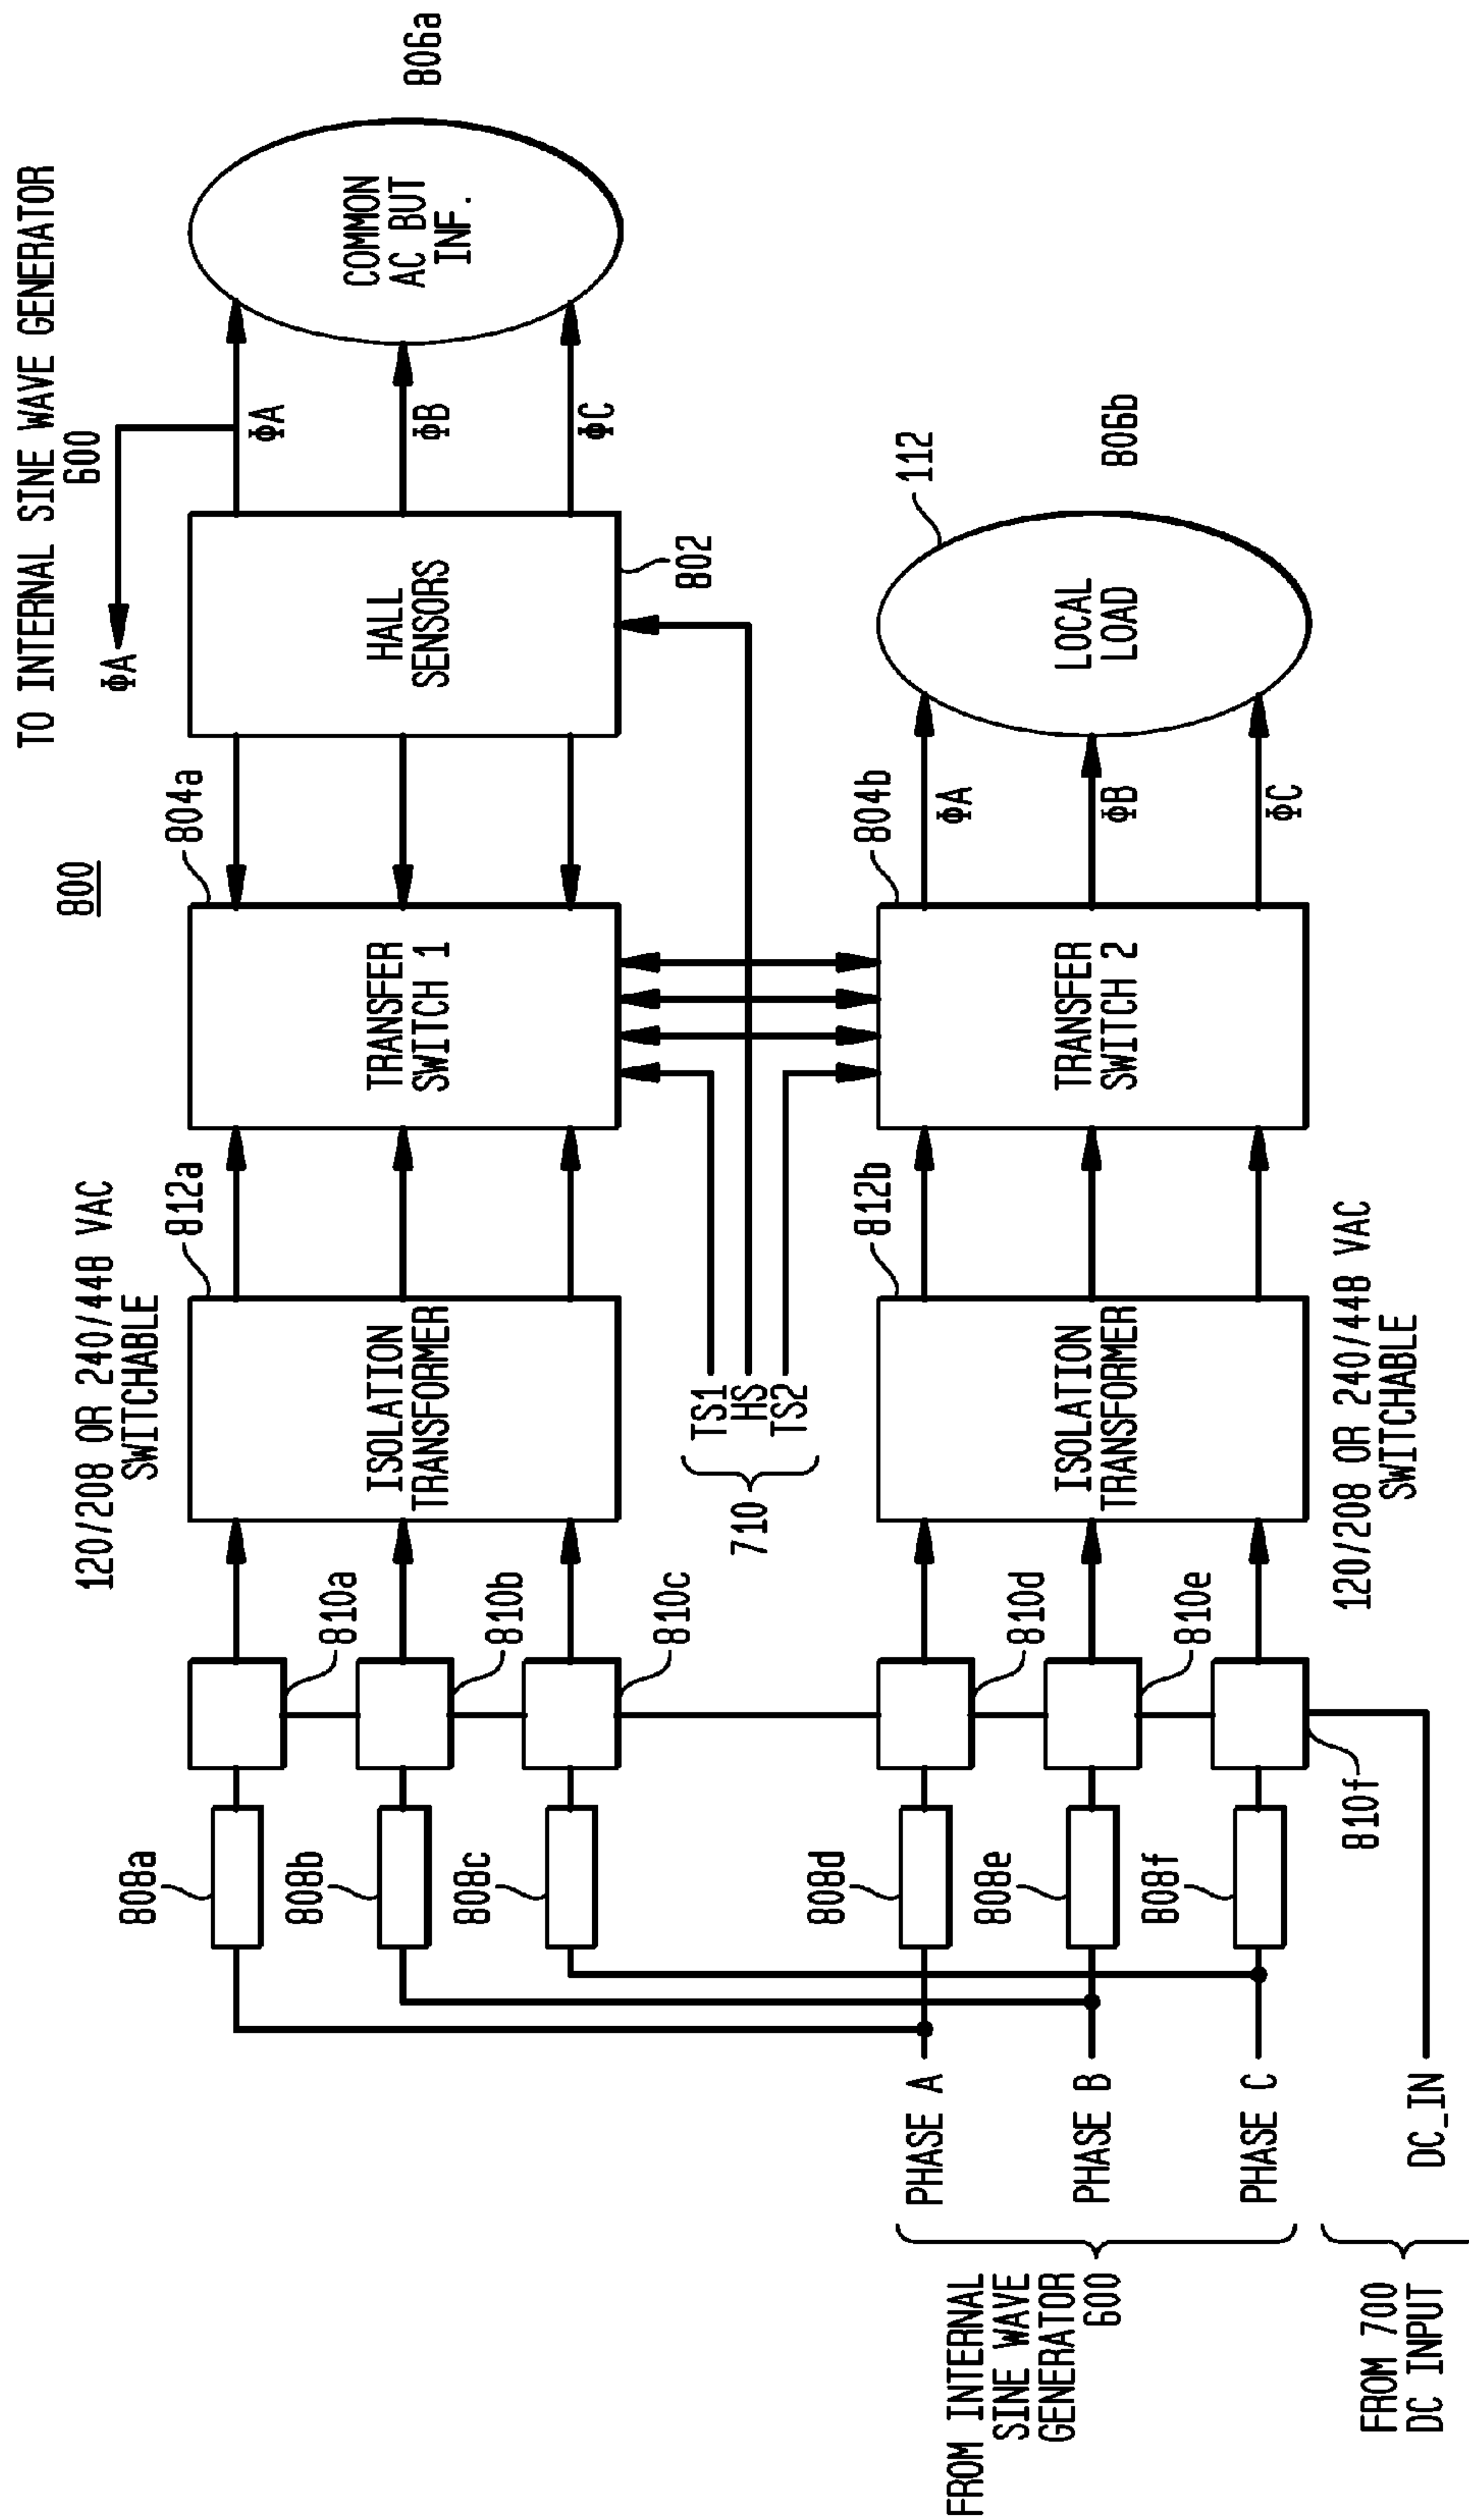 800
TO INTERNAL SINE WAVE GENERATOR
600
ΦA
120/208 OR 240/448 VAC
SWITCHABLE
808a
808b
808c
810a
810b
810c
812a
ISOLATION
TRANSFORMER
804a
TRANSFER
SWITCH 1
HALL
SENSORS
802
ΦA
ΦB
ΦC
COMMON
AC BUT
INF.
806a
710
TS1
HS
TS2
FROM INTERNAL
SINE WAVE
GENERATOR
600
PHASE A
PHASE B
PHASE C
808d
808e
808f
810d
810e
810f
812b
ISOLATION
TRANSFORMER
804b
TRANSFER
SWITCH 2
ΦA
ΦB
ΦC
112
LOCAL
LOAD
806b
120/208 OR 240/448 VAC
SWITCHABLE
FROM 700
DC INPUT
DC_IN